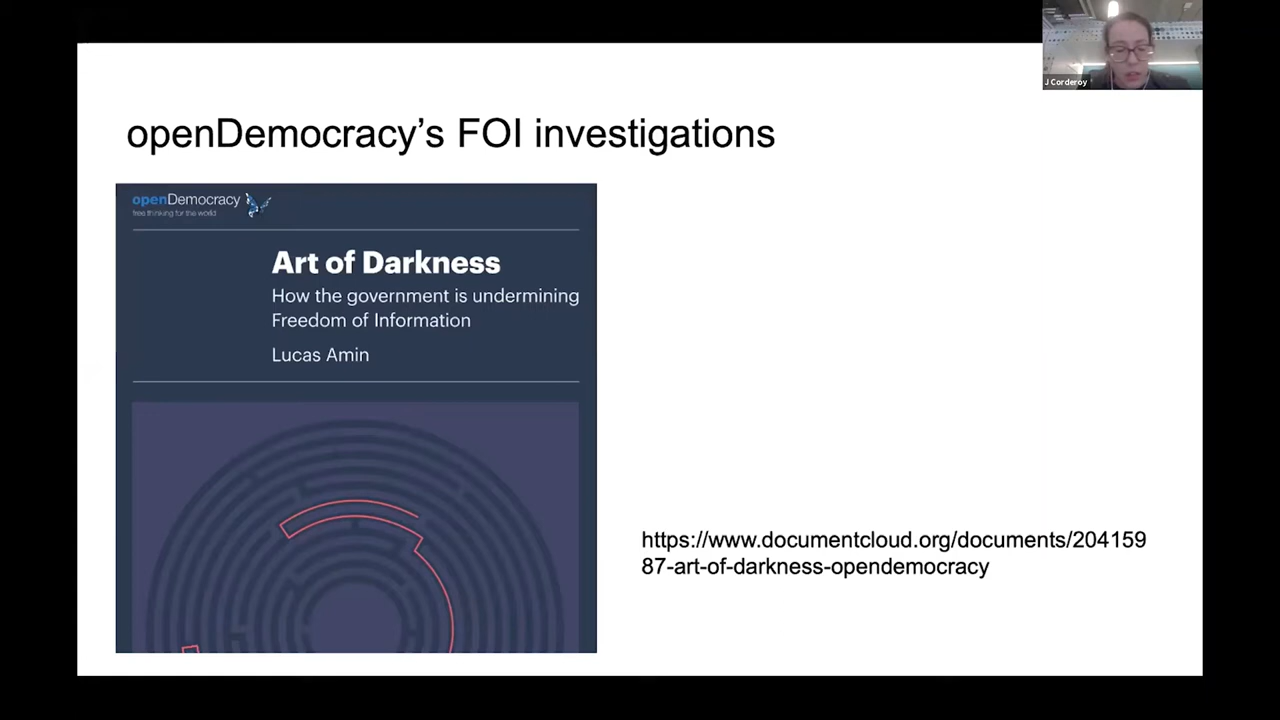 J Corderoy
openDemocracy’s FOI investigations
openDemocracy
free thinking for the world
Art of Darkness
How the government is undermining
Freedom of Information
Lucas Amin
https://www.documentcloud.org/documents/204159
87-art-of-darkness-opendemocracy